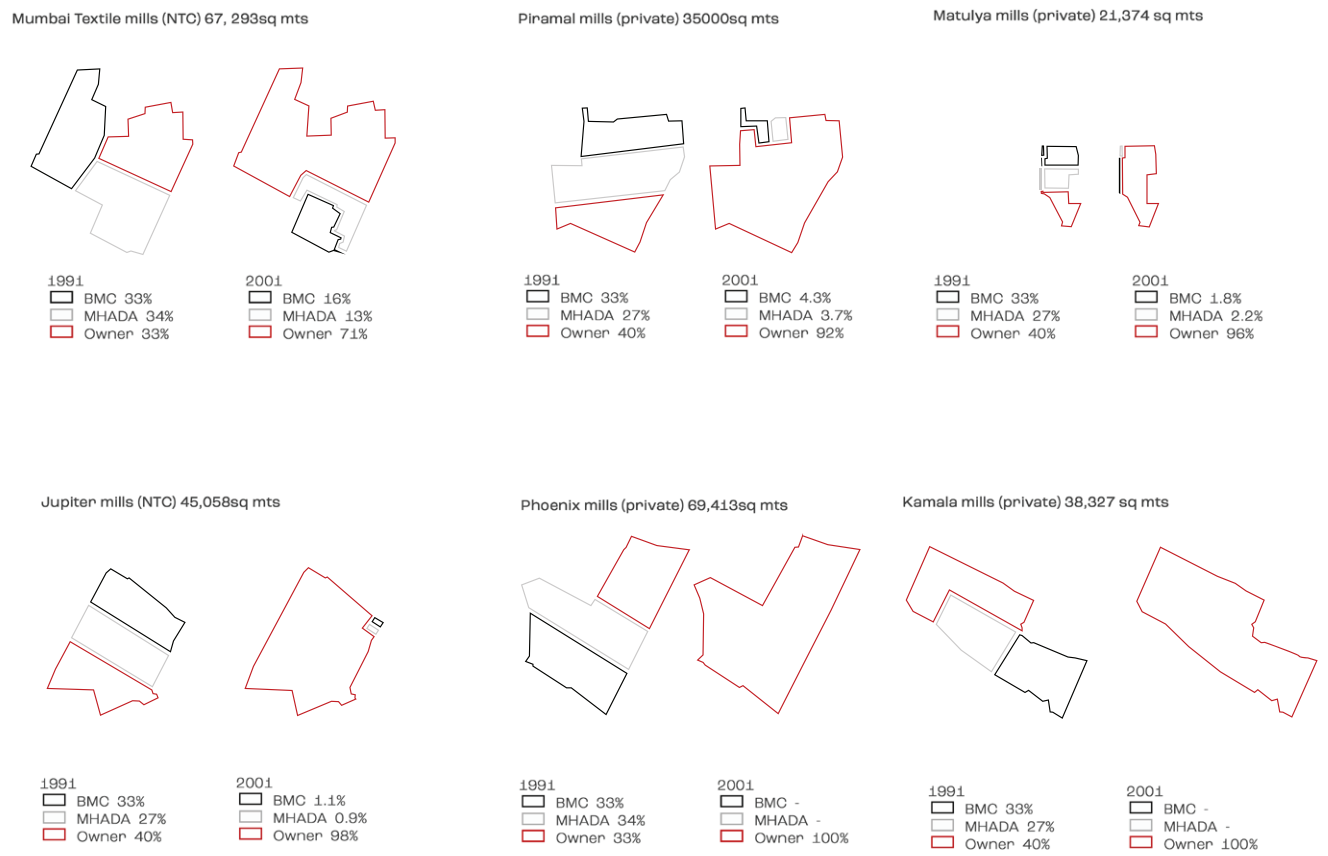 Mumbai Textile mills (NTC) 67, 293sq mts
1991
BMC 33%
MHADA 34%
Owner 33%
2001
BMC 16%
MHADA 13%
Owner 71%
Piramal mills (private) 35000sq mts
1991
BMC 33%
MHADA 27%
Owner 40%
2001
BMC 4.3%
MHADA 3.7%
Owner 92%
Matulya mills (private) 21,374 sq mts
1991
BMC 33%
MHADA 27%
Owner 40%
2001
BMC 1.8%
MHADA 2.2%
Owner 96%
Jupiter mills (NTC) 45,058sq mts
1991
BMC 33%
MHADA 27%
Owner 40%
2001
BMC 1.1%
MHADA 0.9%
Owner 98%
Phoenix mills (private) 69,413sq mts
1991
BMC 33%
MHADA 34%
Owner 33%
2001
BMC -
MHADA -
Owner 100%
Kamala mills (private) 38,327 sq mts
1991
BMC 33%
MHADA 27%
Owner 40%
2001
BMC -
MHADA -
Owner 100%